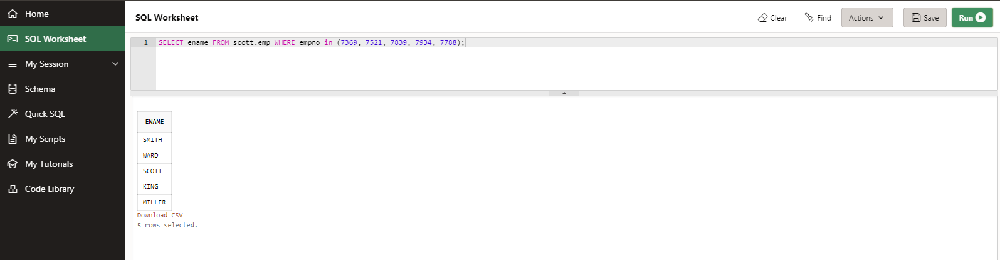 Home
SQL Worksheet
My Session
Schema
Quick SQL
My Scripts
My Tutorials
Code Library
SQL Worksheet
Clear
Find
Actions
Save
Run
1 SELECT ename FROM scott.emp WHERE empno in (7369, 7521, 7839, 7934, 7788);
ENAME
SMITH
WARD
SCOTT
KING
MILLER
Download CSV
5 rows selected.